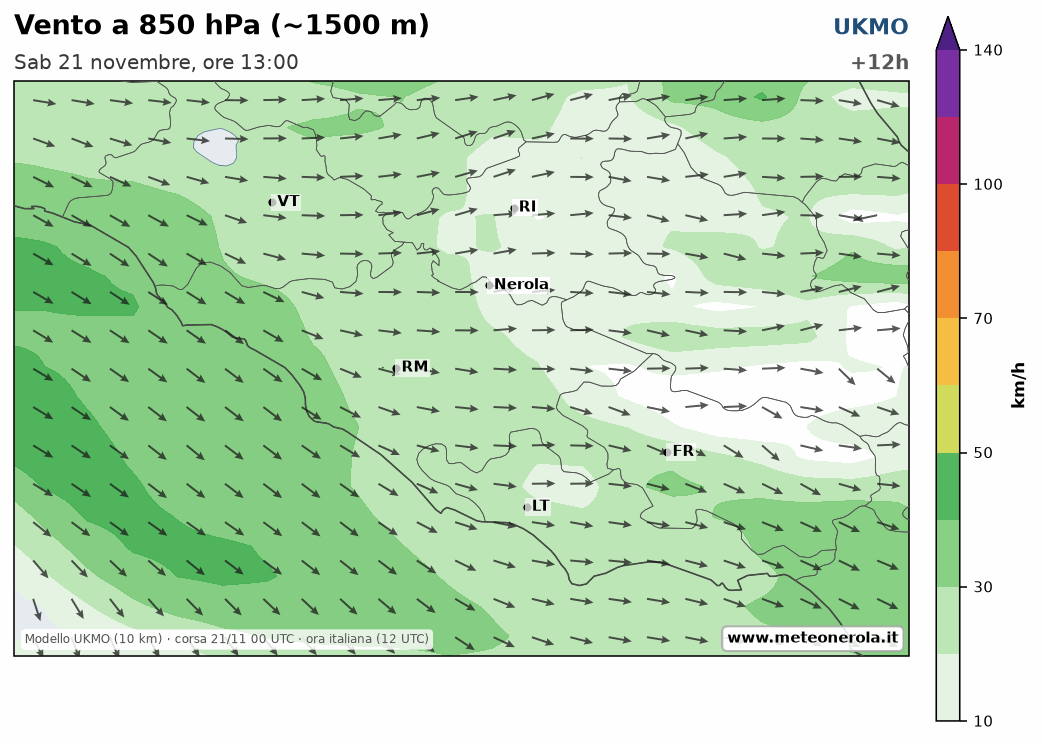 Vento a 850 hPa (~1500 m)
UKMO
Sab 21 novembre, ore 13:00
+12h
140
100
70
50
30
10
km/h
VT
RI
Nerola
RM
FR
LT
Modello UKMO (10 km) · corsa 21/11 00 UTC · ora italiana (12 UTC)
www.meteonerola.it